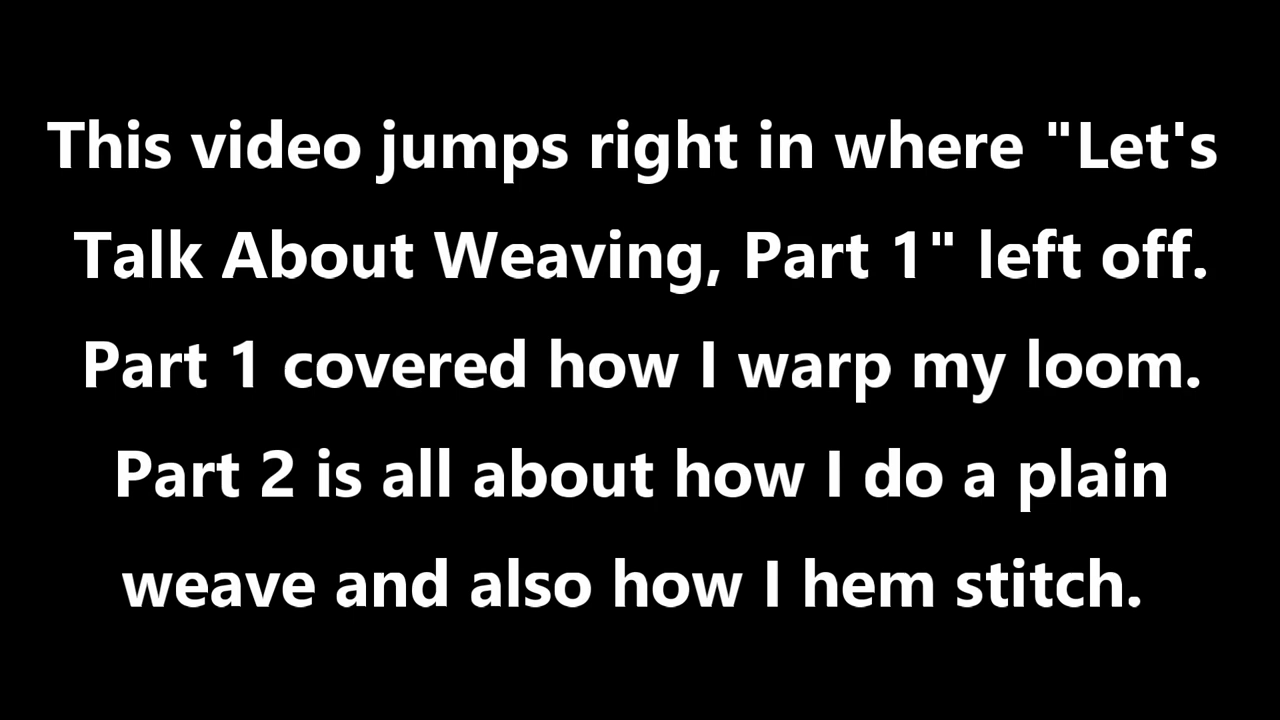 This video jumps right in where "Let's
Talk About Weaving, Part 1" left off.
Part 1 covered how I warp my loom.
Part 2 is all about how I do a plain
weave and also how I hem stitch.